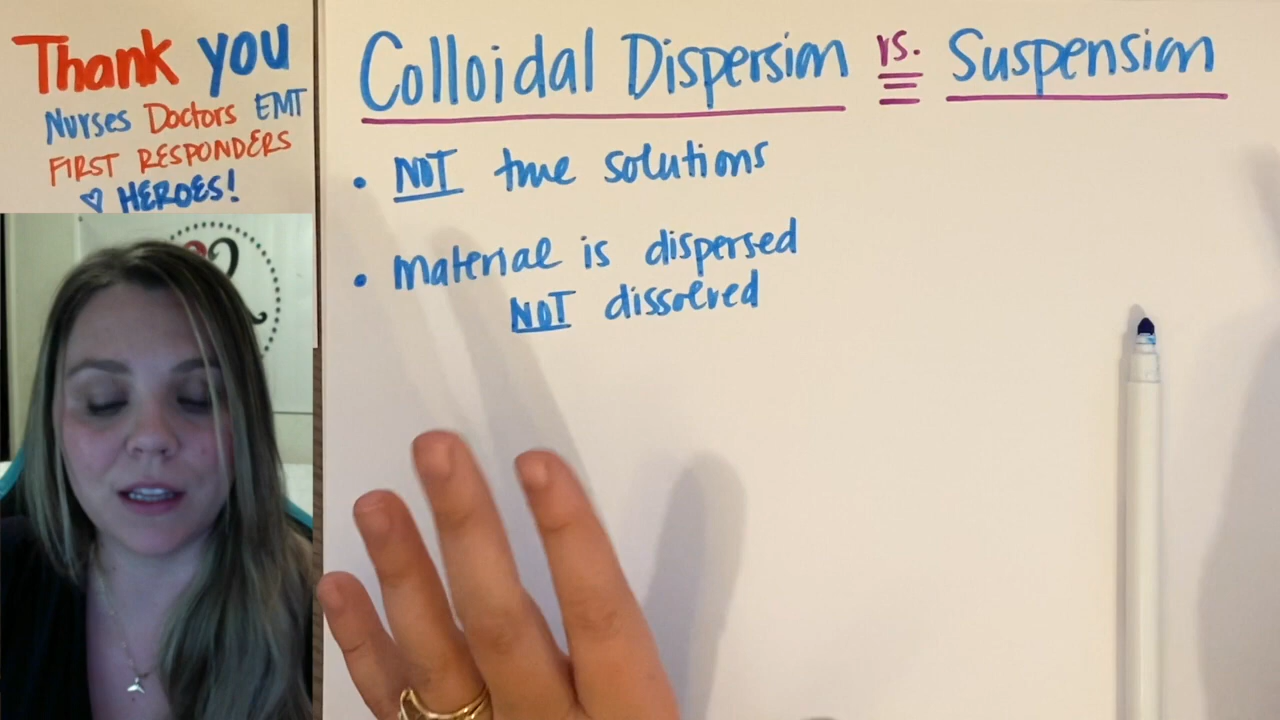 Thank you
Nurses Doctors EMT
FIRST RESPONDERS
♡ HEROES!
Colloidal Dispersion vs. Suspension
• NOT true solutions
• Material is dispersed
NOT dissolved